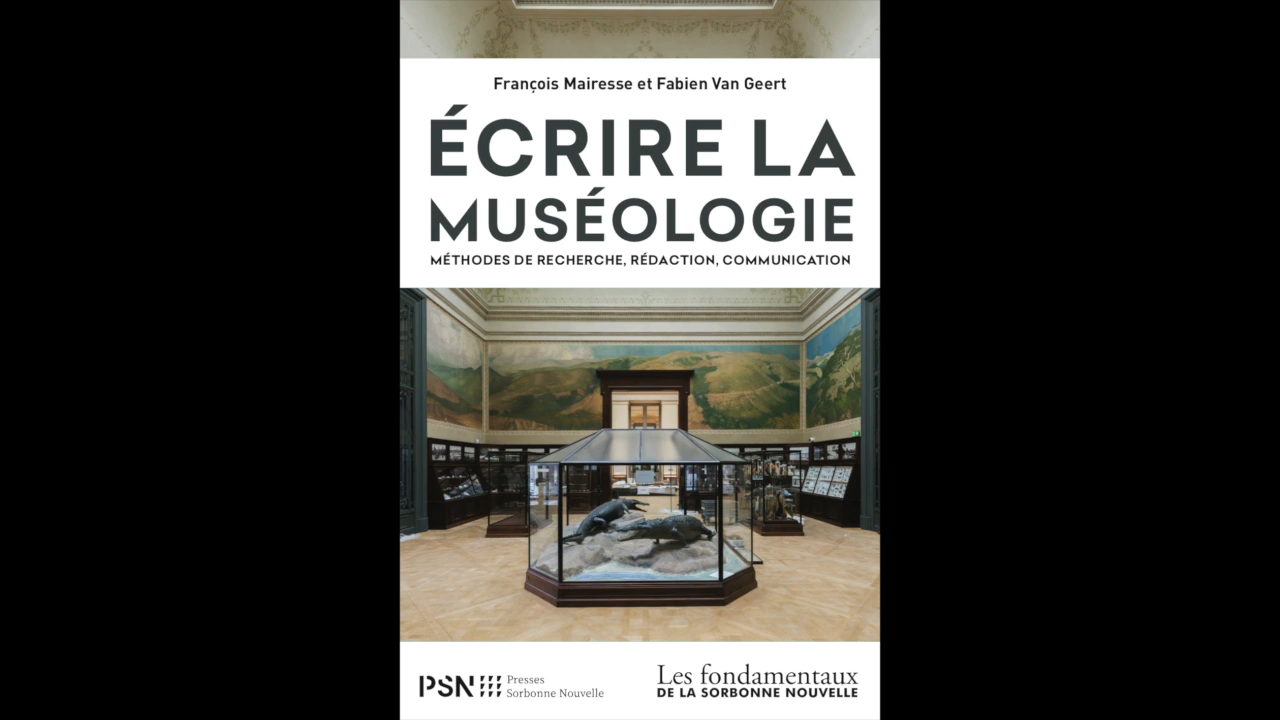 François Mairesse et Fabien Van Geert
ÉCRIRE LA
MUSÉOLOGIE
MÉTHODES DE RECHERCHE, RÉDACTION, COMMUNICATION
PSN Presses
Sorbonne Nouvelle
Les fondamentaux
DE LA SORBONNE NOUVELLE